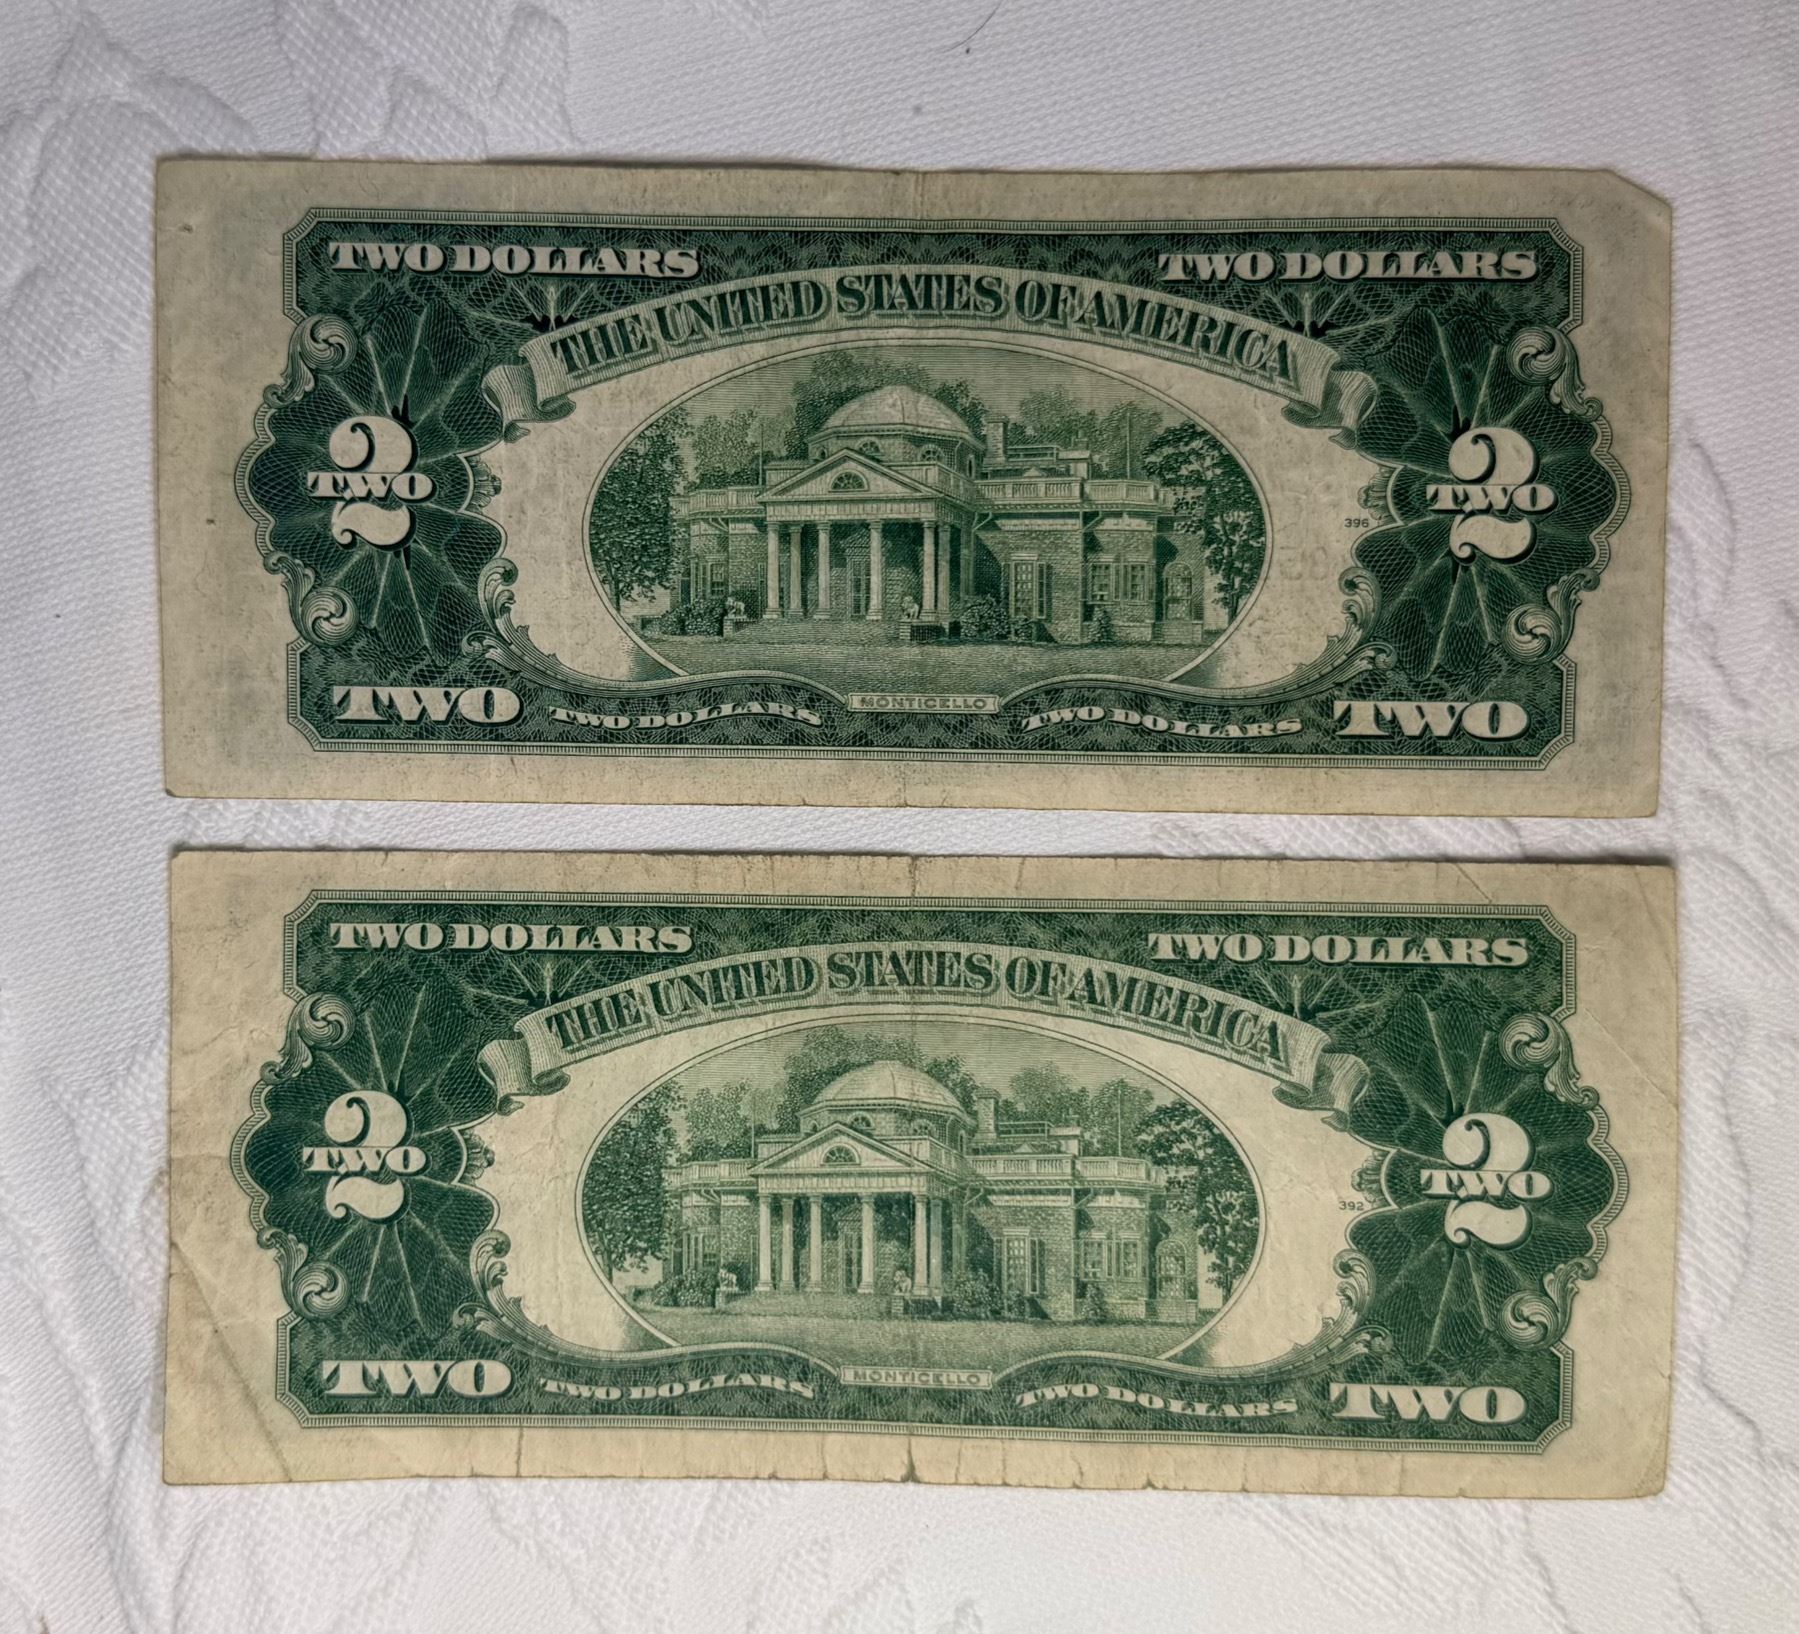 TWO DOLLARS TWO DOLLARS
THE UNITED STATES OF AMERICA
2 TWO
2 TWO
396
TWO TWO DOLLARS MONTICELLO TWO DOLLARS TWO
TWO DOLLARS TWO DOLLARS
THE UNITED STATES OF AMERICA
2 TWO
2 TWO
392
TWO TWO DOLLARS MONTICELLO TWO DOLLARS TWO